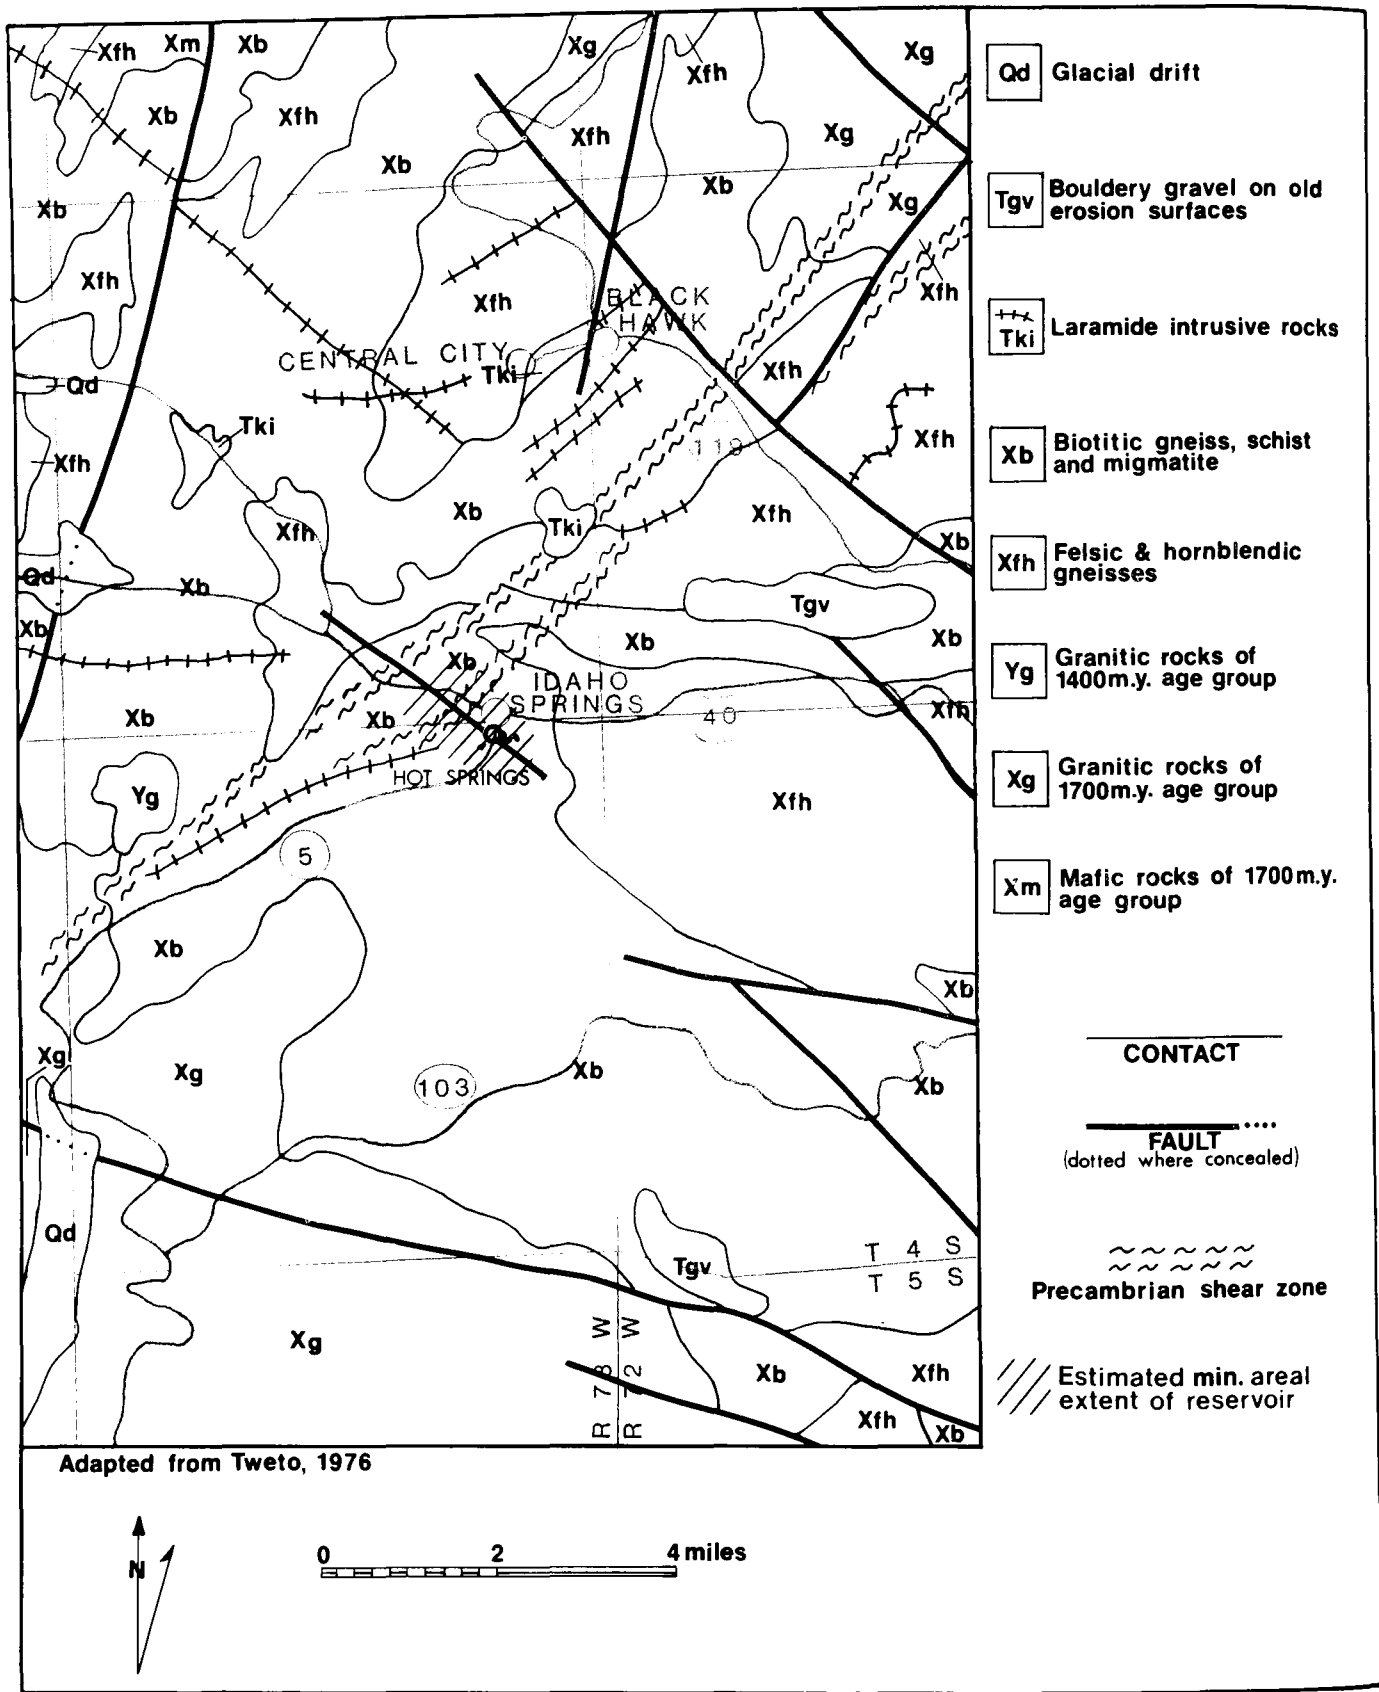 Xfh Xm Xb Xg Xfh Xg
Xb Xfh Xfh Xg
Xb Xb
Xb Xg
Xfh Xfh Xfh
BLACK
HAWK
CENTRAL CITY
Tki Xfh
Qd
Tki
Xfh
119
Xfh
Xb Tki Xfh
Xfh Xb
Qd Xb Tgv
Xb Xb Xb
Xb
IDAHO
SPRINGS
Xb Xb 40 Xfh
HOT SPRINGS
Yg Xfh
5
Xb
Xb
Xg Xg 103 Xb Xb
Qd
T 4 S
T 5 S
Tgv
Xg
R 73 W
R 72 W
Xb Xfh
Xfh Xb
Qd Glacial drift
Tgv Bouldery gravel on old
erosion surfaces
Tki Laramide intrusive rocks
Xb Biotitic gneiss, schist
and migmatite
Xfh Felsic & hornblendic
gneisses
Yg Granitic rocks of
1400m.y. age group
Xg Granitic rocks of
1700m.y. age group
Xm Mafic rocks of 1700m.y.
age group
CONTACT
FAULT
(dotted where concealed)
Precambrian shear zone
Estimated min. areal
extent of reservoir
Adapted from Tweto, 1976
N
0 2 4 miles